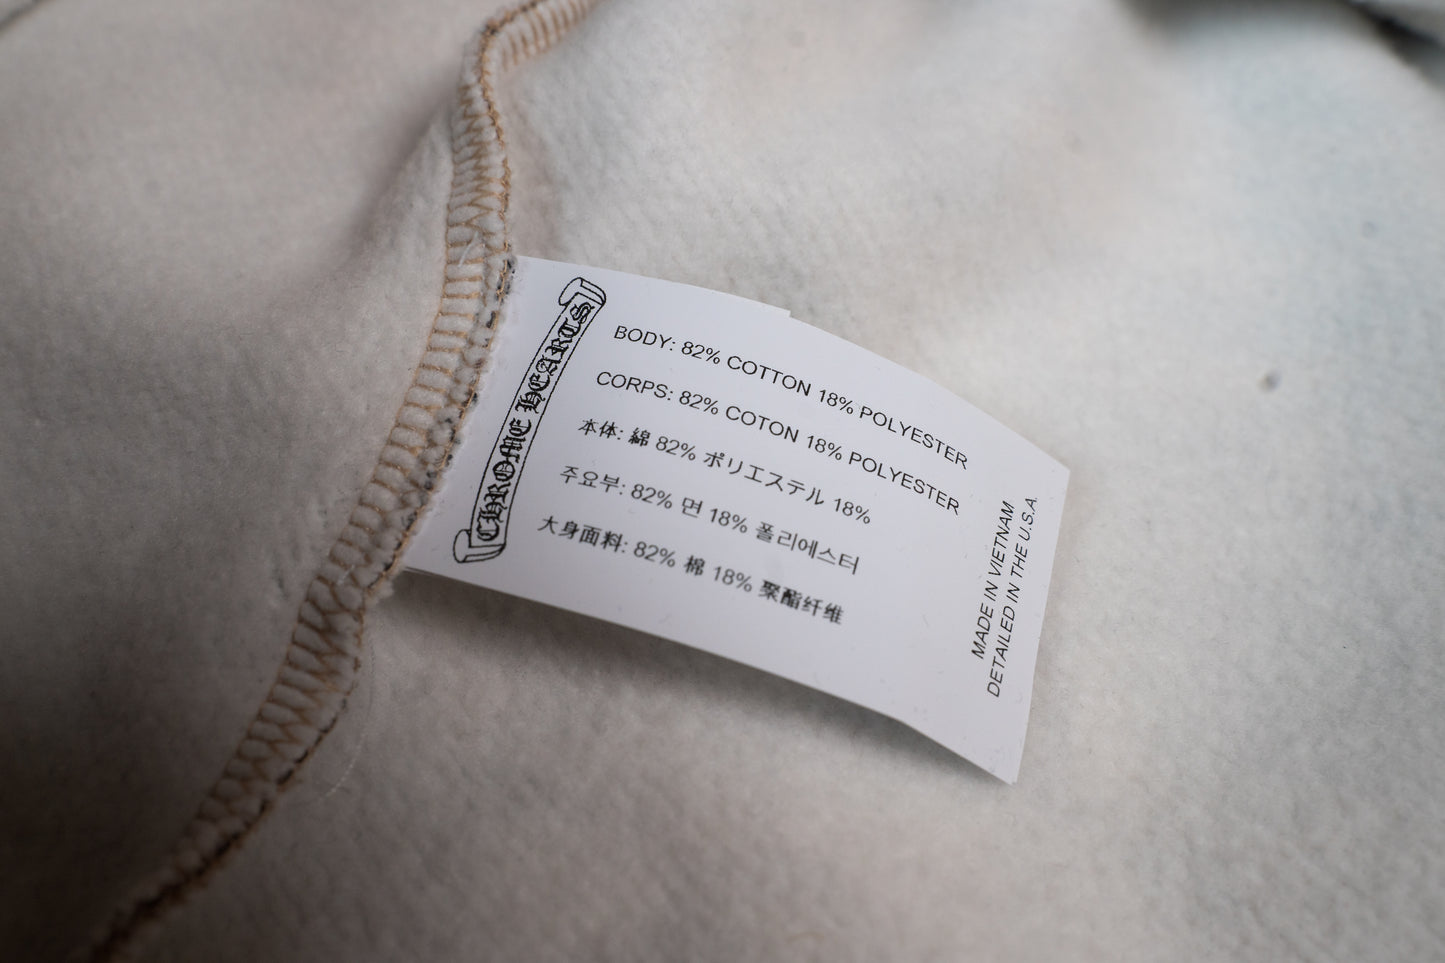 CHROME HEARTS
BODY: 82% COTTON 18% POLYESTER
CORPS: 82% COTON 18% POLYESTER
本体: 綿 82% ポリエステル 18%
주요부: 82% 면 18% 폴리에스터
大身面料: 82% 棉 18% 聚酯纤维
MADE IN VIETNAM
DETAILED IN THE U.S.A.